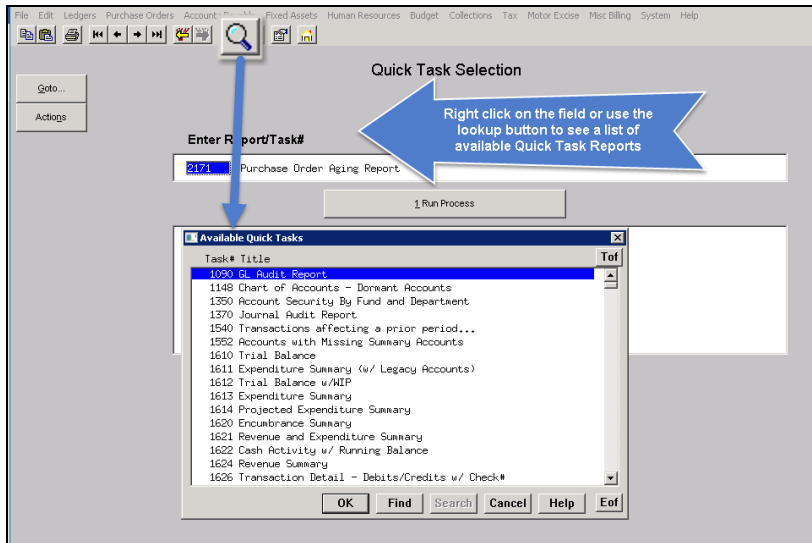 File Edit Ledgers Purchase Orders Account Payable Fixed Assets Human Resources Budget Collections Tax Motor Excise Misc Billing System Help
Quick Task Selection
Goto...
Actions
Right click on the field or use the
lookup button to see a list of
available Quick Task Reports
Enter Report/Task#
2171 Purchase Order Aging Report
1 Run Process
Available Quick Tasks
Task# Title
Tof
1090 GL Audit Report
1148 Chart of Accounts - Dormant Accounts
1350 Account Security By Fund and Department
1370 Journal Audit Report
1540 Transactions affecting a prior period...
1552 Accounts with Missing Summary Accounts
1610 Trial Balance
1611 Expenditure Summary (w/ Legacy Accounts)
1612 Trial Balance w/WIP
1613 Expenditure Summary
1614 Projected Expenditure Summary
1620 Encumbrance Summary
1621 Revenue and Expenditure Summary
1622 Cash Activity w/ Running Balance
1624 Revenue Summary
1626 Transaction Detail - Debits/Credits w/ Check#
OK Find Search Cancel Help Eof